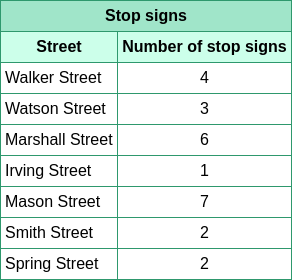 Stop signs
Street Number of stop signs
Walker Street 4
Watson Street 3
Marshall Street 6
Irving Street 1
Mason Street 7
Smith Street 2
Spring Street 2